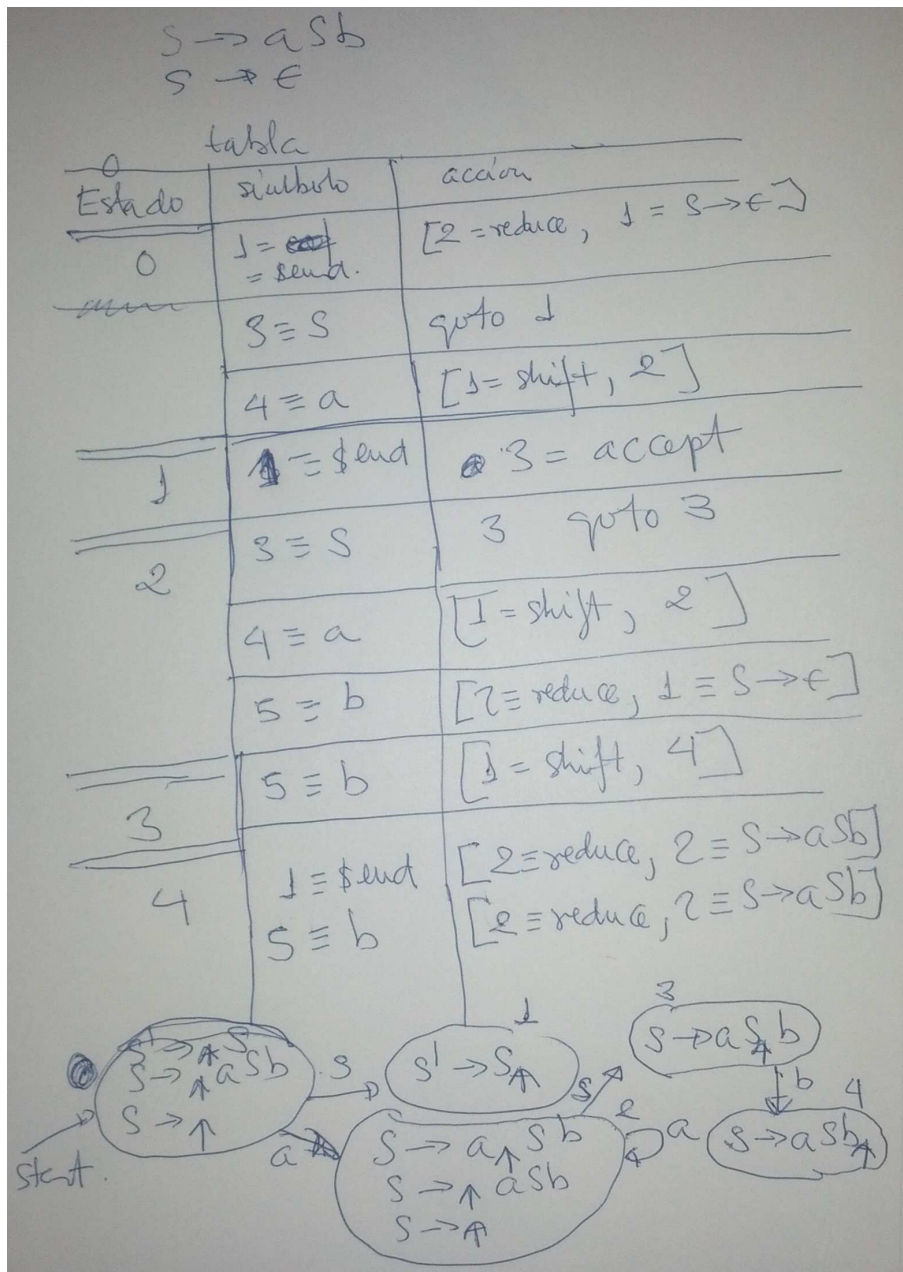 S → aSb
S → ϵ
tabla
Estado símbolo acción
0 1 = = $end. [2 = reduce, 1 = S → ϵ]
3 ≡ S goto 1
4 ≡ a [1 = shift, 2]
1 1 ≡ $end 3 = accept
2 3 ≡ S 3 goto 3
4 ≡ a [1 = shift, 2]
5 ≡ b [2 ≡ reduce, 1 ≡ S → ϵ]
3 5 ≡ b [1 = shift, 4]
4 1 ≡ $end [2 ≡ reduce, 2 ≡ S → aSb]
5 ≡ b [2 ≡ reduce, 2 ≡ S → aSb]
S' → ↑ S
S → ↑ aSb
S → ↑
start.
S
a
1
S' → S ↑
2
S → a ↑ Sb
S → ↑ aSb
S → ↑
a
S
3
S → aS ↑ b
b
4
S → aSb ↑